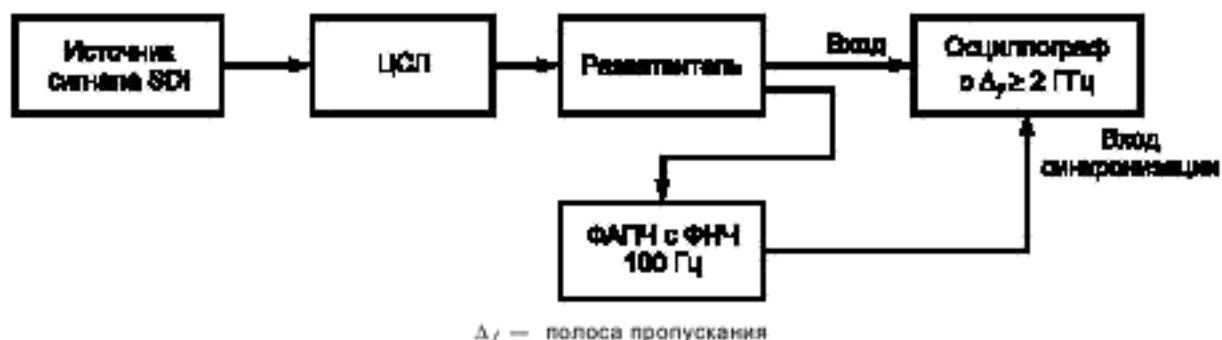 Источник
сигнала SDI
ЦСЛ
Разветвитель
Вход
Осциллограф
с Δf ≥ 2 ГГц
Вход
синхронизации
ФАПЧ с ФНЧ
100 Гц
Δf — полоса пропускания